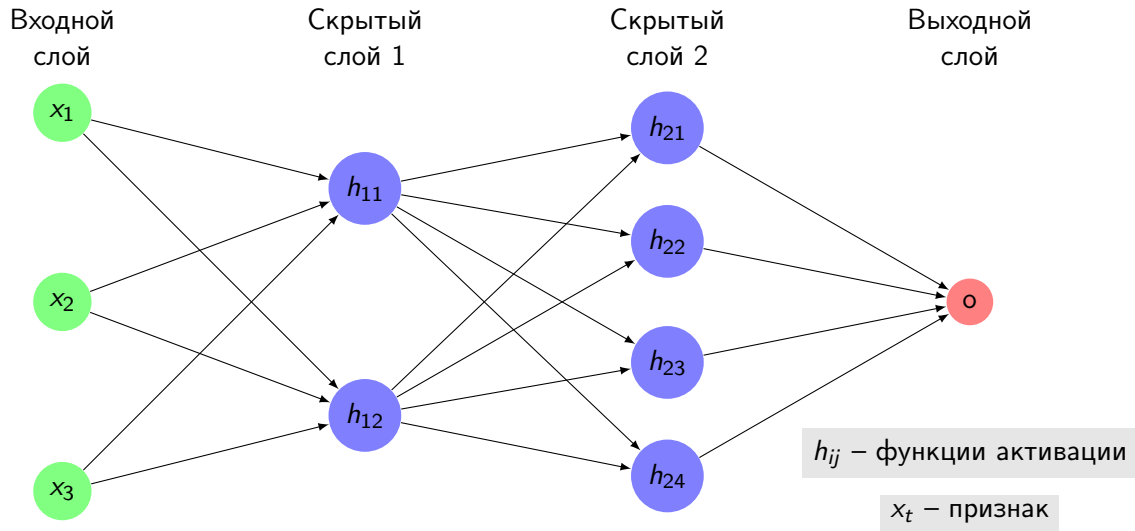 Входной
слой
Скрытый
слой 1
Скрытый
слой 2
Выходной
слой
x₁
x₂
x₃
h₁₁
h₁₂
h₂₁
h₂₂
h₂₃
h₂₄
o
hᵢⱼ – функции активации
xₜ – признак